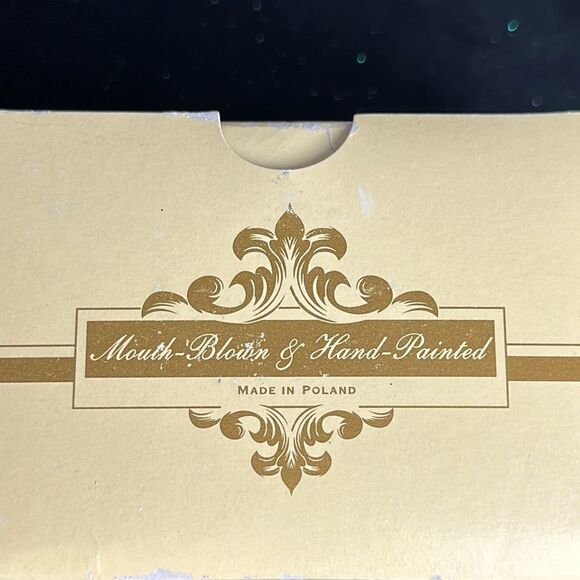 Mouth-Blown & Hand-Painted
MADE IN POLAND